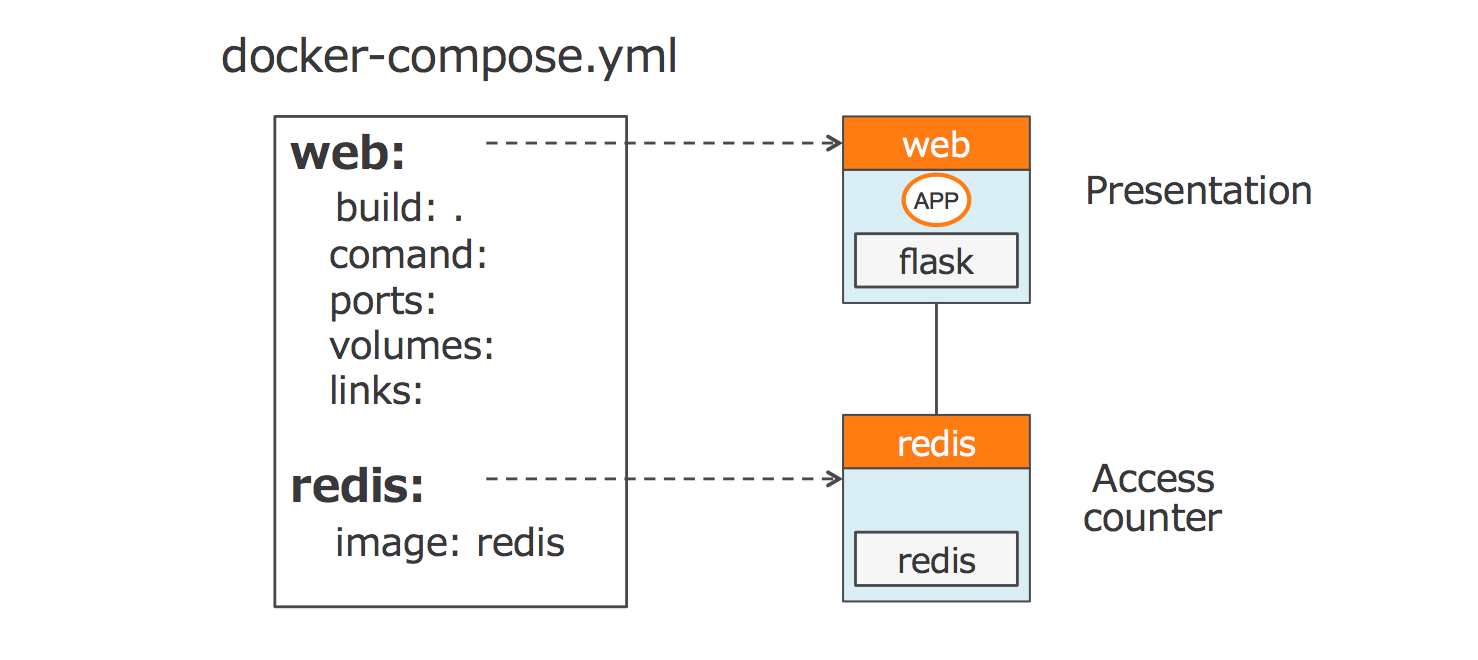 docker-compose.yml
web:
build: .
comand:
ports:
volumes:
links:
redis:
image: redis
web
APP
flask
Presentation
redis
redis
Access
counter